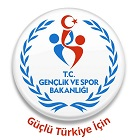 T.C.
GENÇLİK VE SPOR
BAKANLIĞI
Güçlü Türkiye İçin